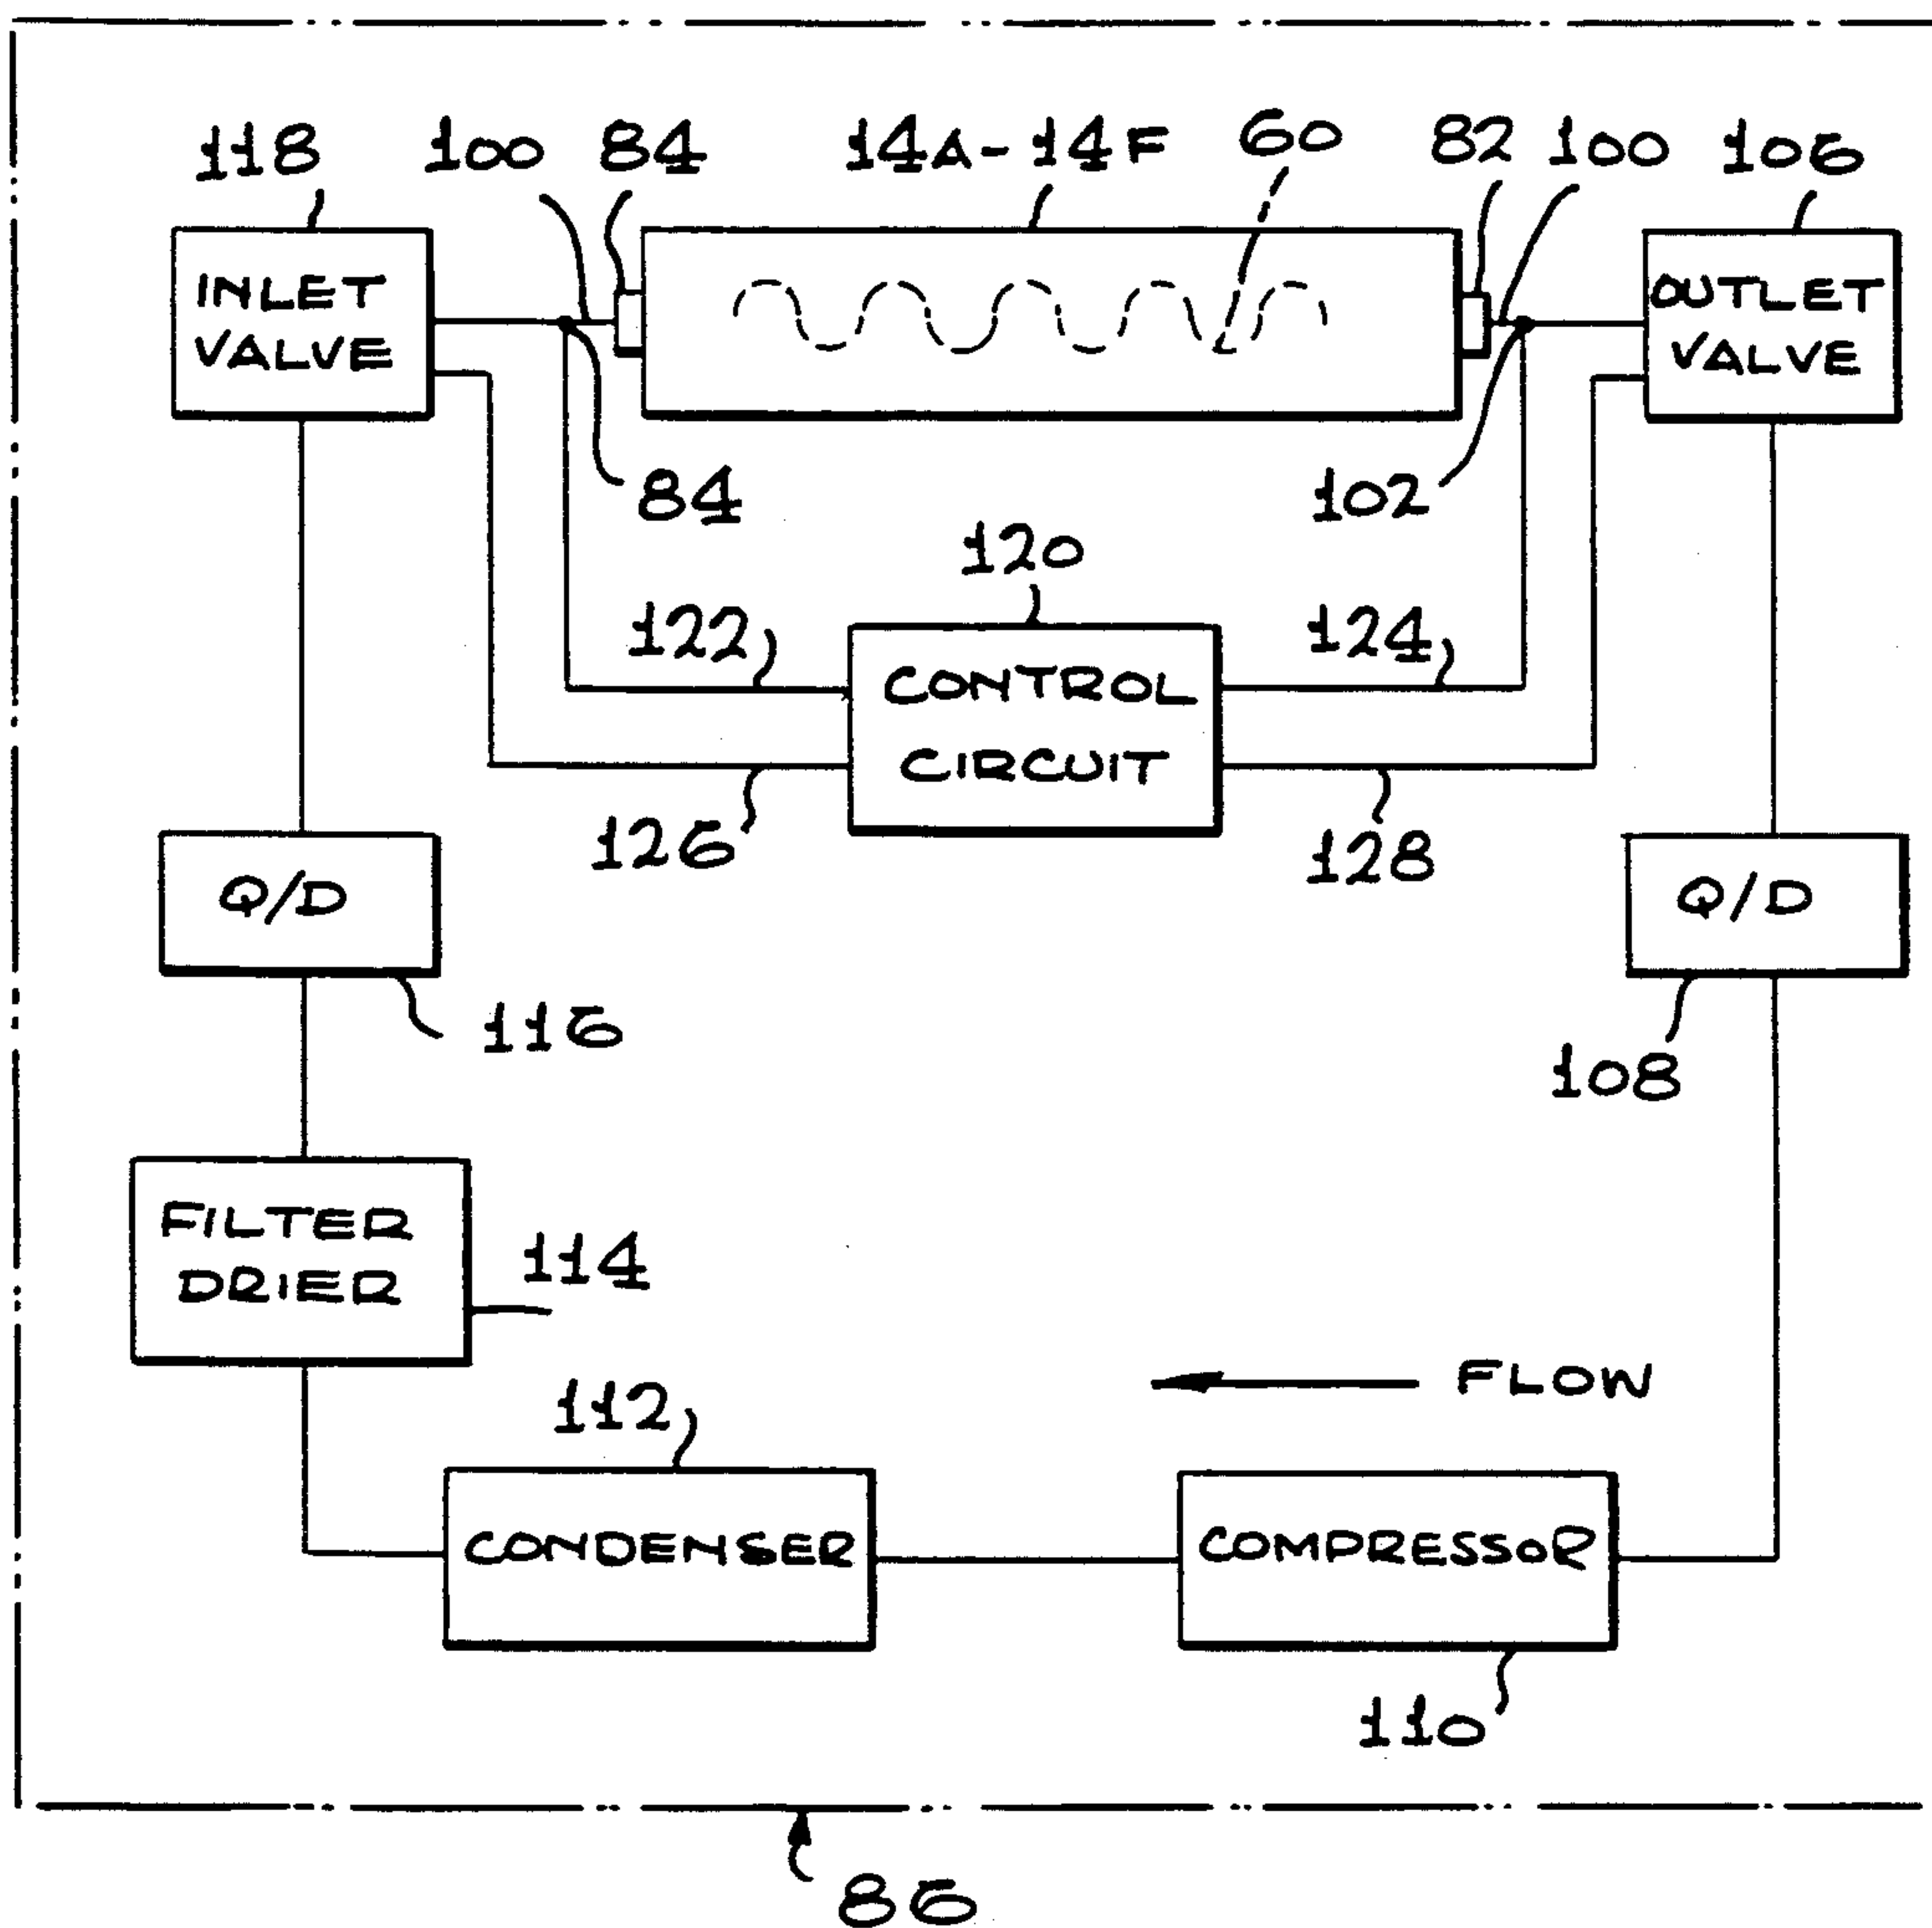 118 100 84 14A-14F 60 82 100 106
INLET
VALVE
OUTLET
VALVE
84
102
120
122
124
CONTROL
CIRCUIT
126
128
Q/D
Q/D
116
108
FILTER
DRIER
114
FLOW
112
CONDENSER
COMPRESSOR
110
86